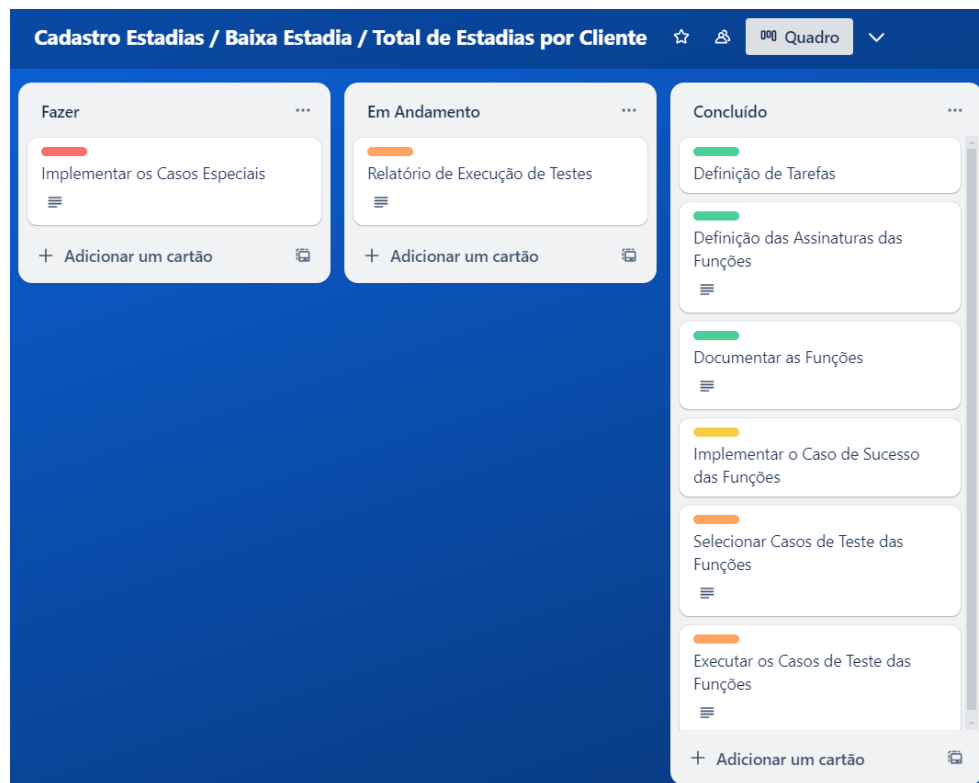 Cadastro Estadias / Baixa Estadia / Total de Estadias por Cliente
Quadro
Fazer
Implementar os Casos Especiais
Adicionar um cartão
Em Andamento
Relatório de Execução de Testes
Adicionar um cartão
Concluído
Definição de Tarefas
Definição das Assinaturas das
Funções
Documentar as Funções
Implementar o Caso de Sucesso
das Funções
Selecionar Casos de Teste das
Funções
Executar os Casos de Teste das
Funções
Adicionar um cartão